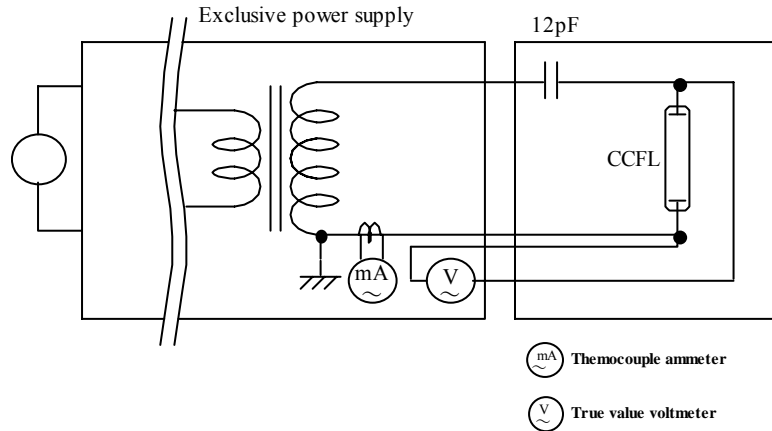 Exclusive power supply
12pF
CCFL
mA
~
V
~
mA
~
Themocouple ammeter
V
~
True value voltmeter